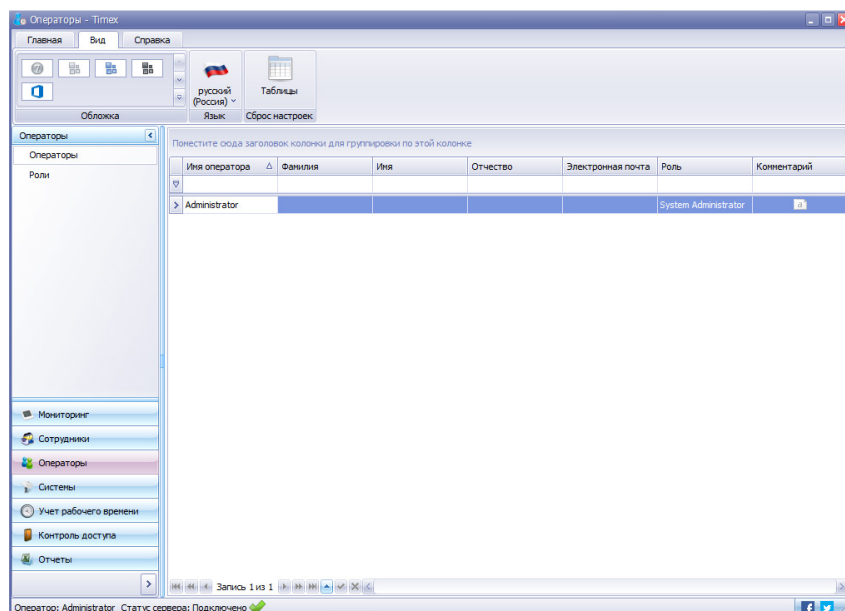 Операторы - Timex
Главная Вид Справка
русский (Россия)
Таблицы
Обложка Язык Сброс настроек
Операторы
Операторы
Роли
Поместите сюда заголовок колонки для группировки по этой колонке
Имя оператора Фамилия Имя Отчество Электронная почта Роль Комментарий
Administrator System Administrator
Мониторинг
Сотрудники
Операторы
Системы
Учет рабочего времени
Контроль доступа
Отчеты
Запись 1 из 1
Оператор: Administrator Статус сервера: Подключено